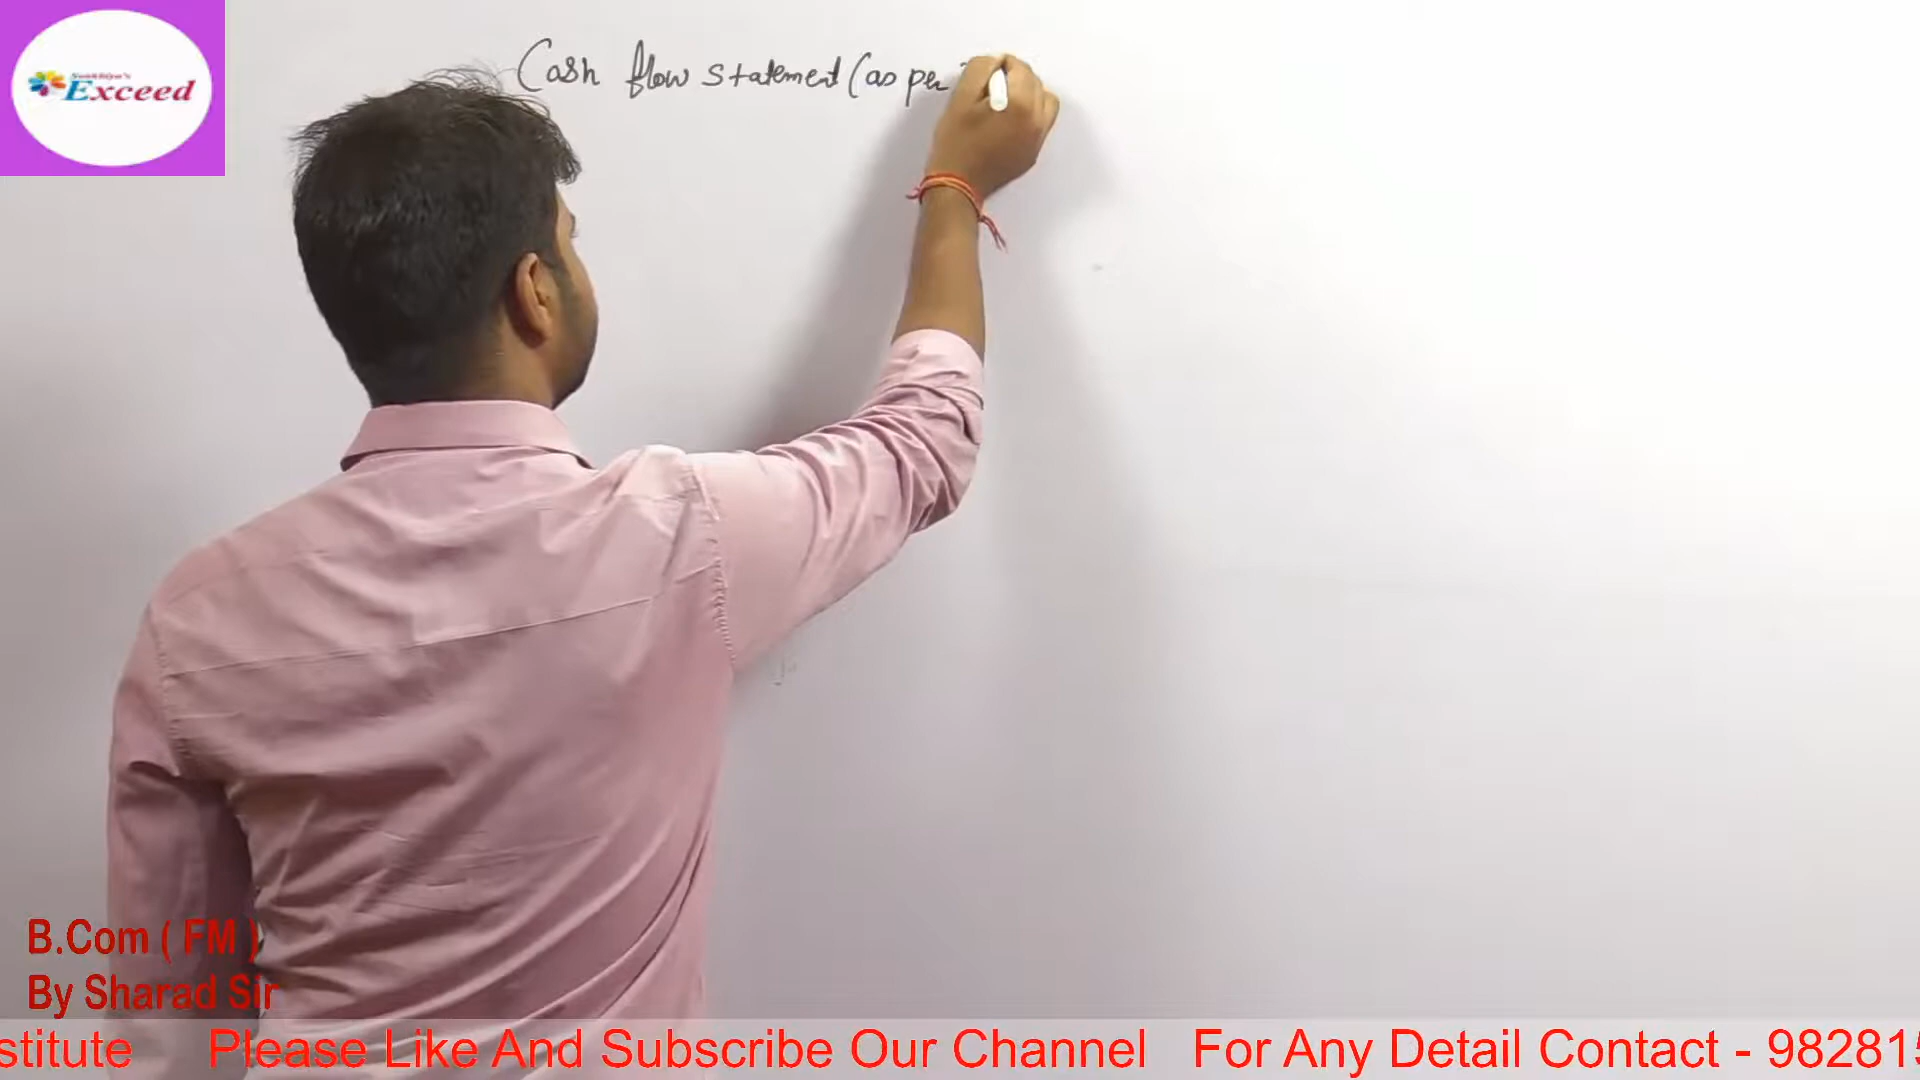 Cash flow statement (as per
Exceed
B.Com ( FM )
By Sharad Sir
stitute Please Like And Subscribe Our Channel For Any Detail Contact - 98281